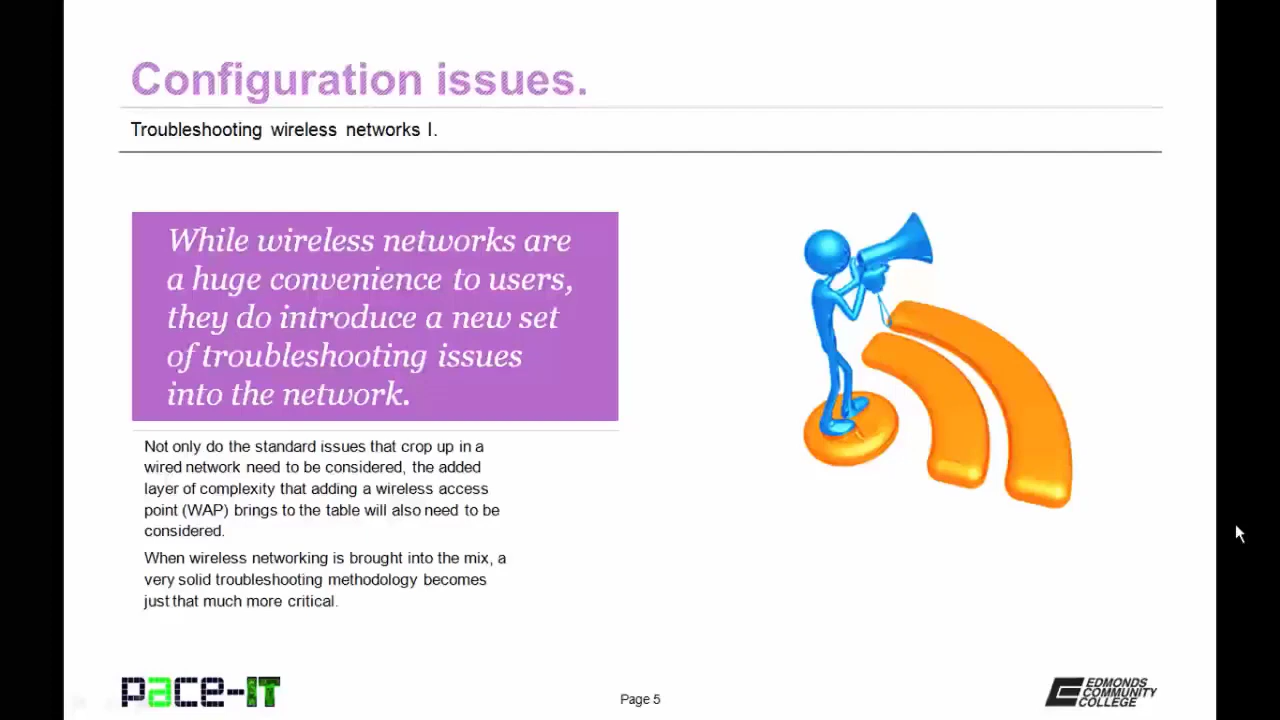 Configuration issues.
Troubleshooting wireless networks I.
While wireless networks are
a huge convenience to users,
they do introduce a new set
of troubleshooting issues
into the network.
Not only do the standard issues that crop up in a
wired network need to be considered, the added
layer of complexity that adding a wireless access
point (WAP) brings to the table will also need to be
considered.
When wireless networking is brought into the mix, a
very solid troubleshooting methodology becomes
just that much more critical.
pace-IT
Page 5
EDMONDS
COMMUNITY
COLLEGE